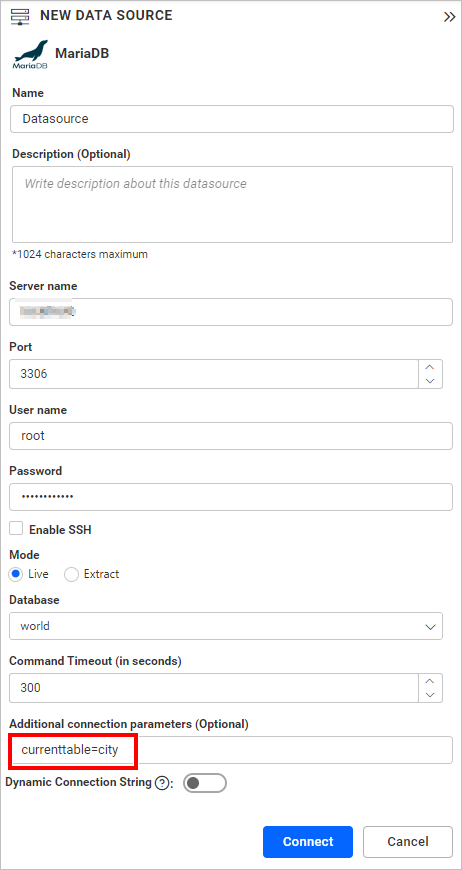 NEW DATA SOURCE
MariaDB
MariaDB
Name
Datasource
Description (Optional)
Write description about this datasource
*1024 characters maximum
Server name
Port
3306
User name
root
Password
••••••••••••
Enable SSH
Mode
Live Extract
Database
world
Command Timeout (in seconds)
300
Additional connection parameters (Optional)
currenttable=city
Dynamic Connection String ? :
Connect Cancel